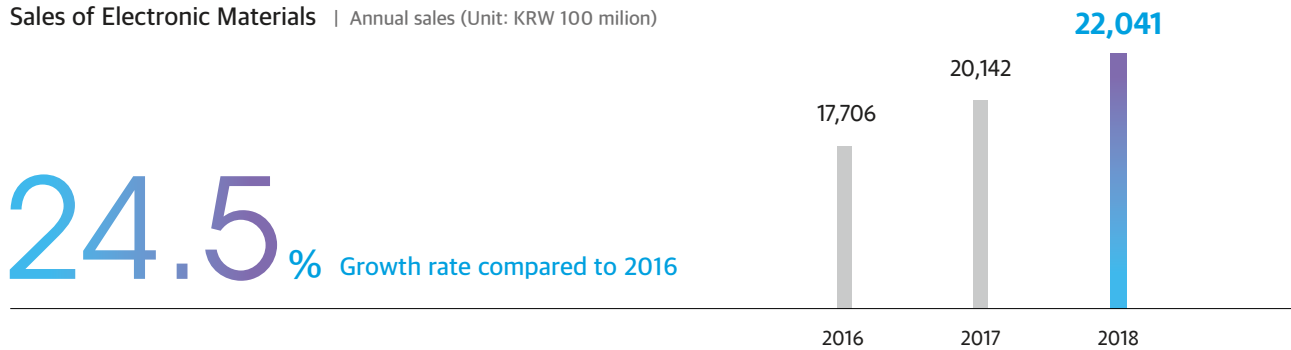 Sales of Electronic Materials | Annual sales (Unit: KRW 100 milion)
22,041
20,142
17,706
24.5% Growth rate compared to 2016
2016 2017 2018